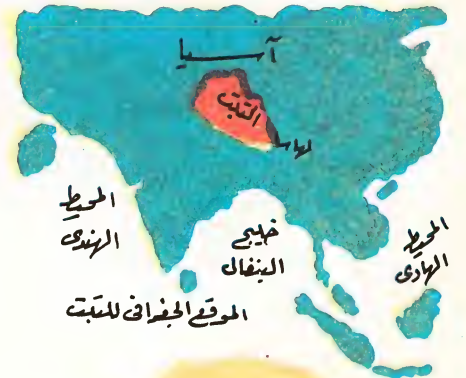 آسيا
التبت
لهاسا
المحيط
الهندى
خليج
البنغال
المحيط
الهادى
الموقع الجغرافى للتبت